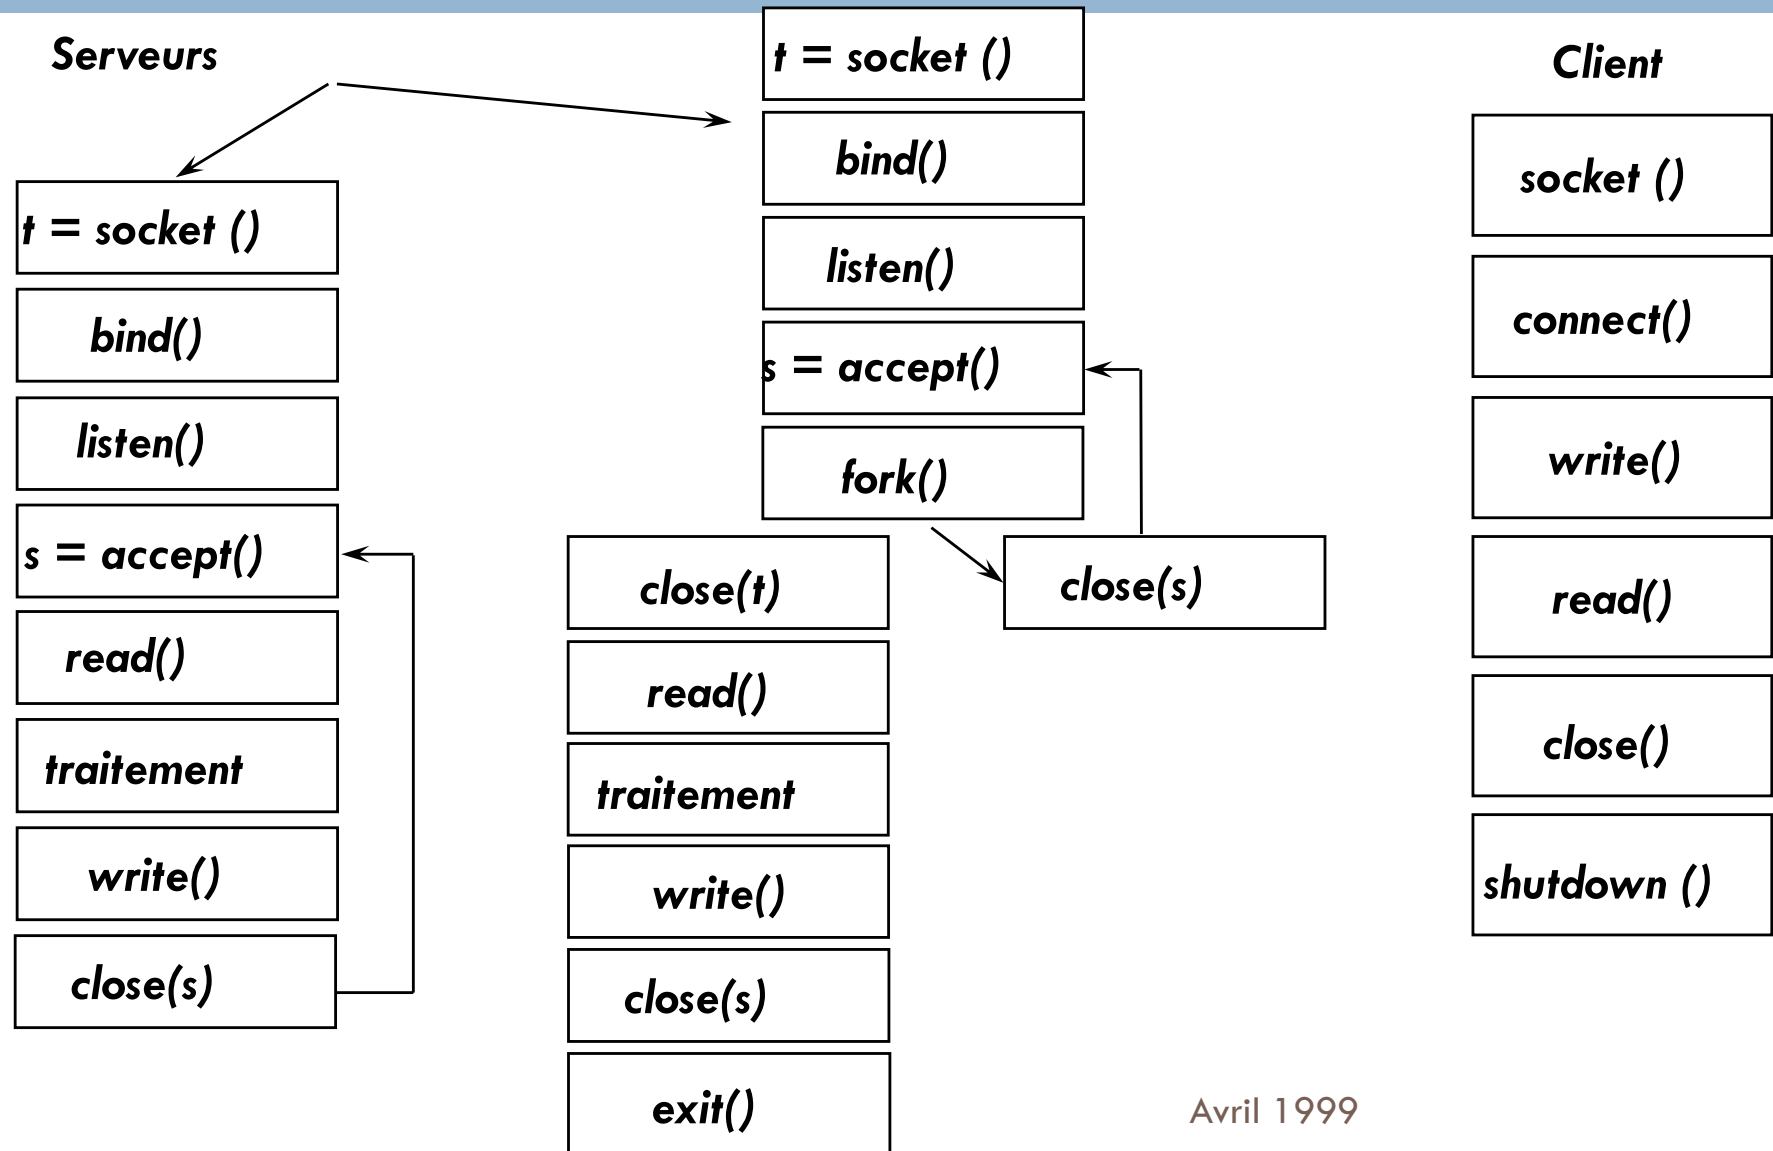 Serveurs
t = socket ()
bind()
listen()
s = accept()
read()
traitement
write()
close(s)
t = socket ()
bind()
listen()
s = accept()
fork()
close(t)
read()
traitement
write()
close(s)
exit()
close(s)
Client
socket ()
connect()
write()
read()
close()
shutdown ()
Avril 1999